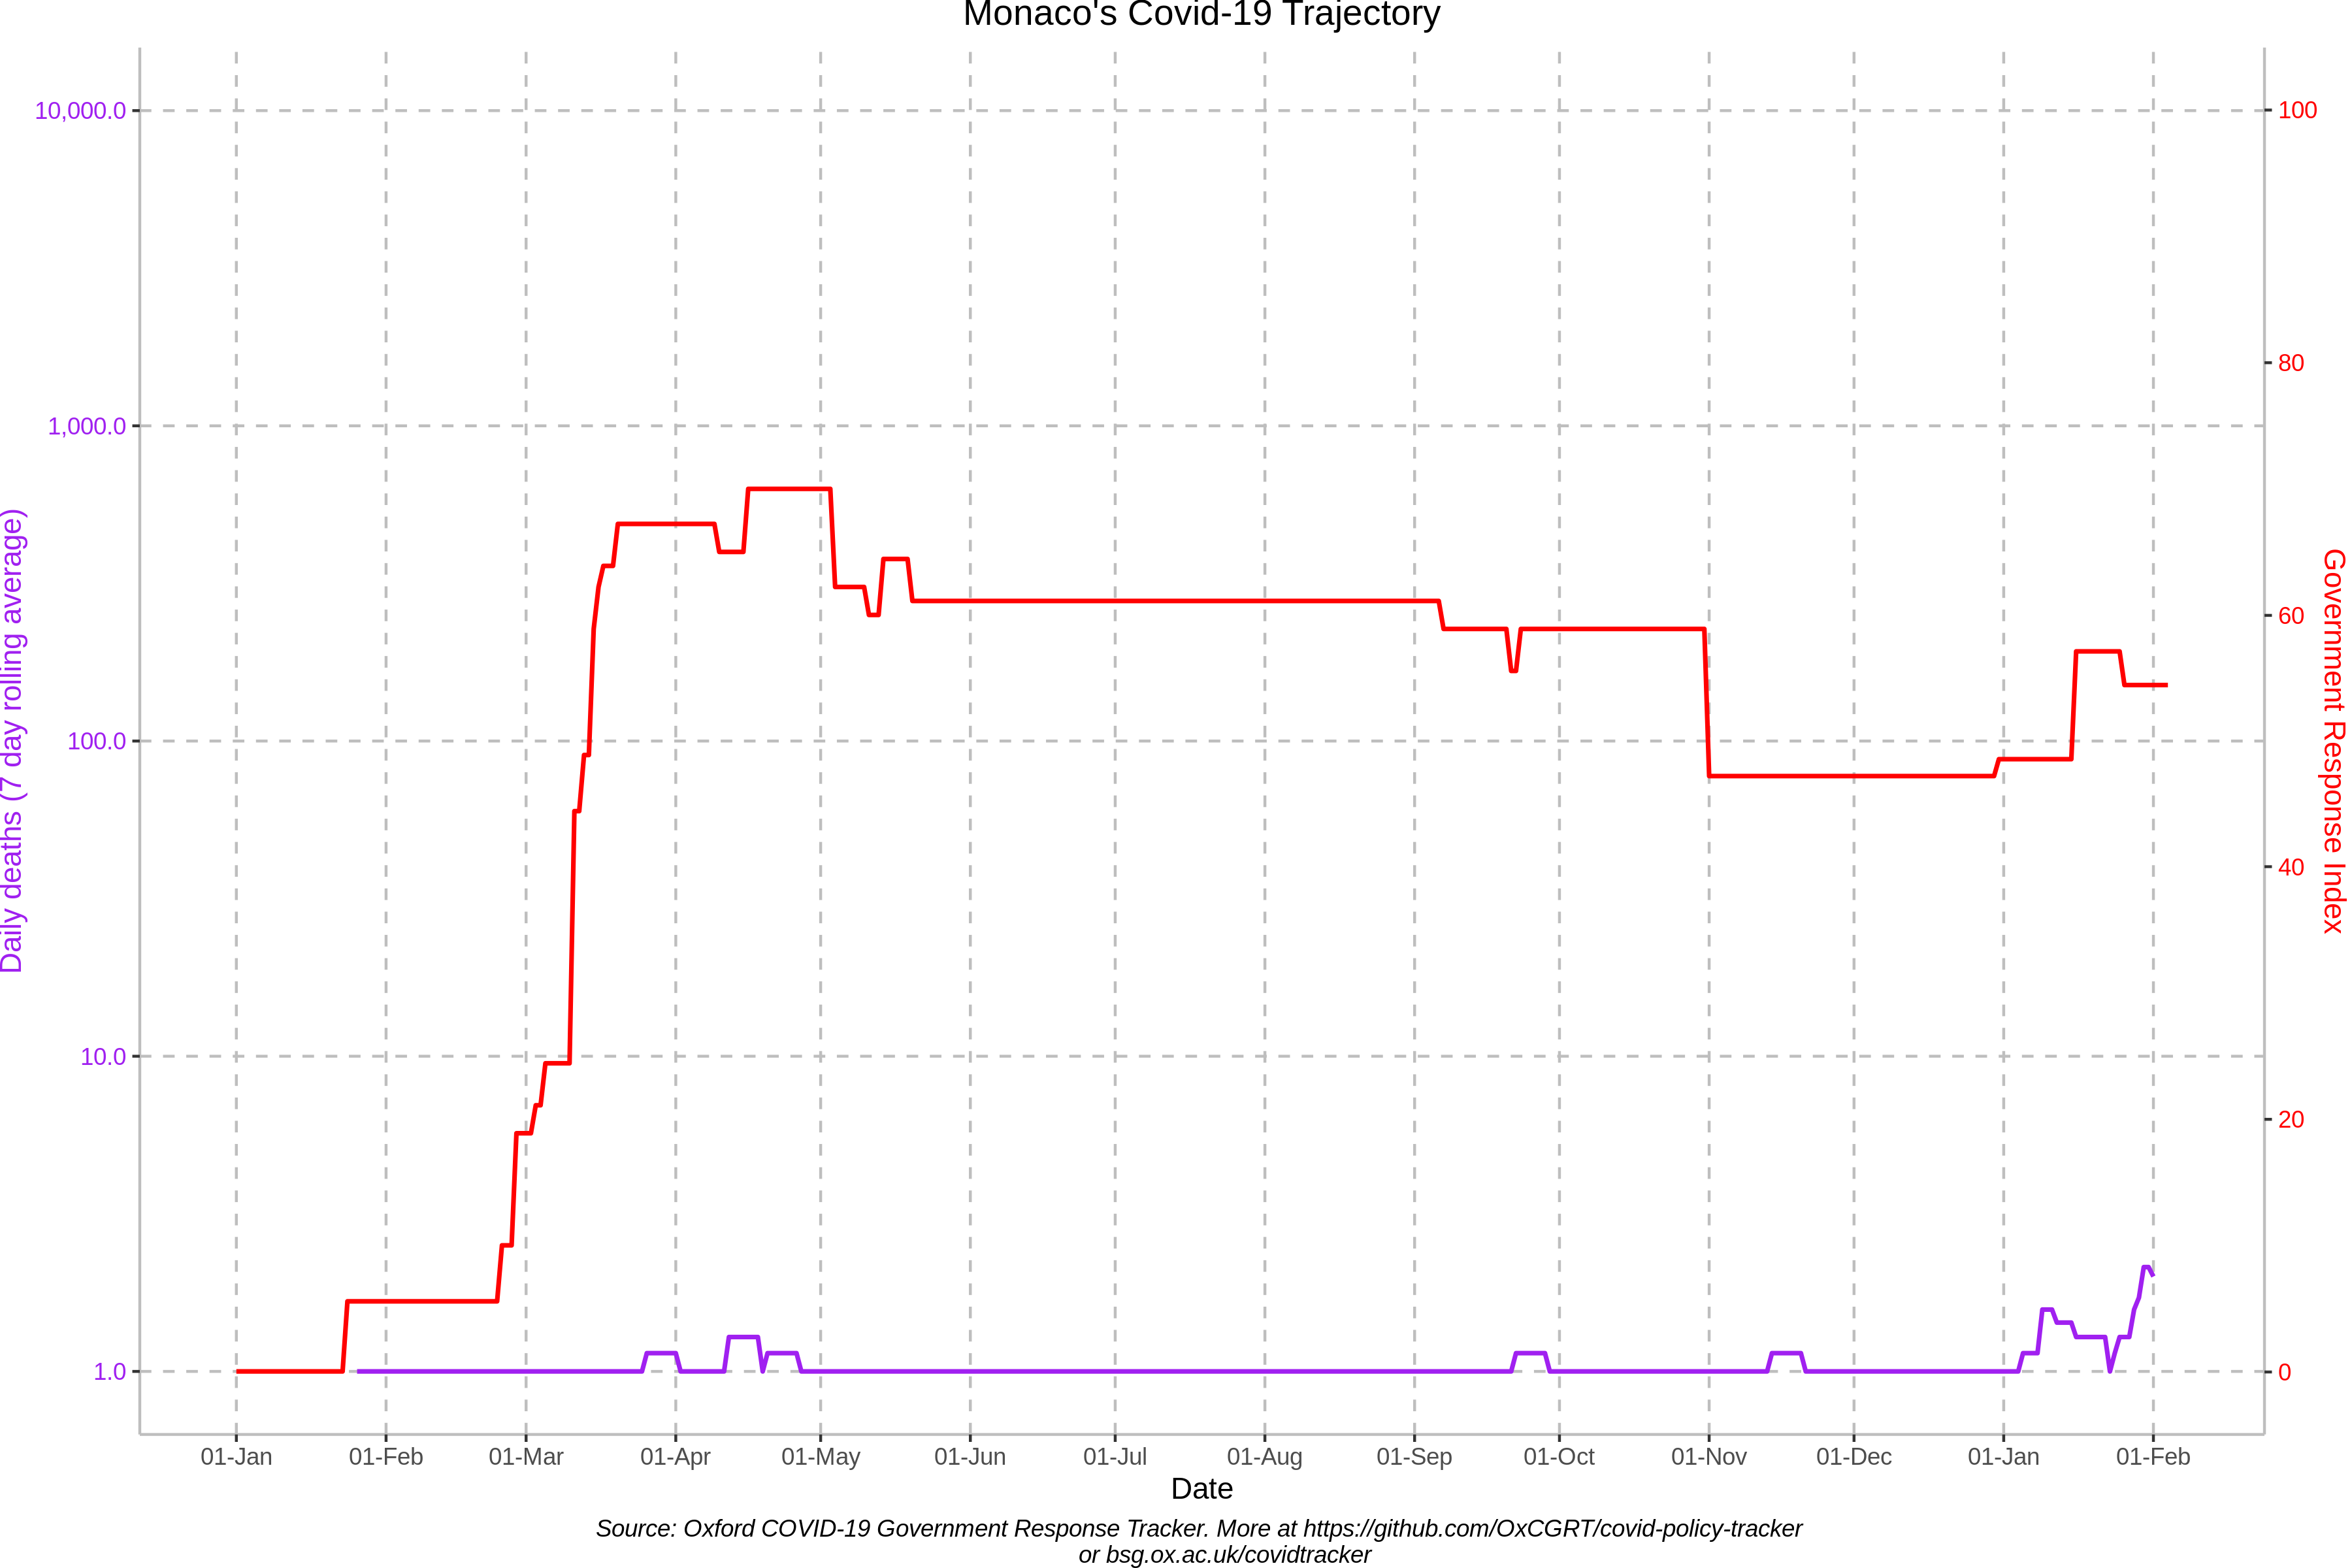 Monaco's Covid-19 Trajectory
10,000.0
1,000.0
100.0
10.0
1.0
Daily deaths (7 day rolling average)
100
80
60
40
20
0
Government Response Index
01-Jan 01-Feb 01-Mar 01-Apr 01-May 01-Jun 01-Jul 01-Aug 01-Sep 01-Oct 01-Nov 01-Dec 01-Jan 01-Feb
Date
Source: Oxford COVID-19 Government Response Tracker. More at https://github.com/OxCGRT/covid-policy-tracker
or bsg.ox.ac.uk/covidtracker